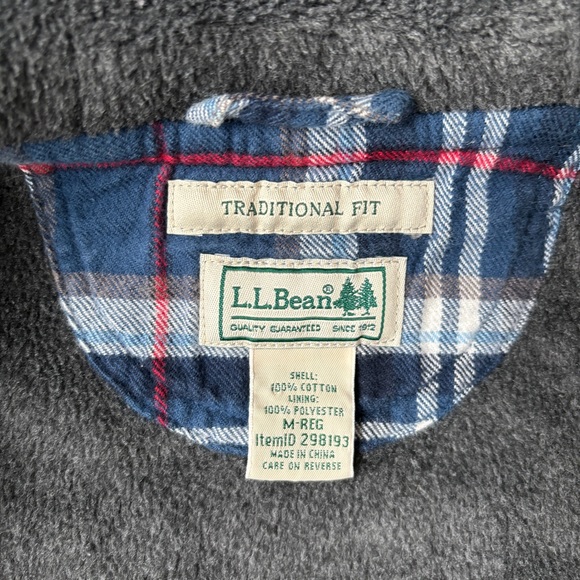 TRADITIONAL FIT
L.L.Bean®
QUALITY GUARANTEED SINCE 1912
SHELL:
100% COTTON
LINING:
100% POLYESTER
M-REG
ItemID 298193
MADE IN CHINA
CARE ON REVERSE